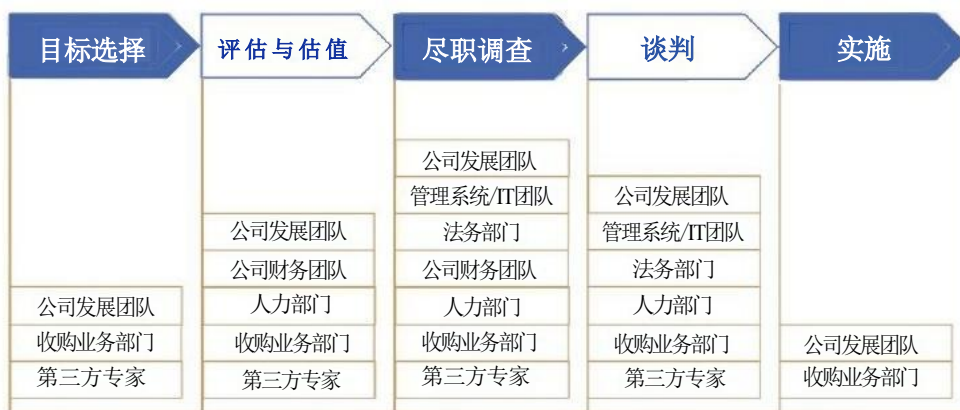 目标选择
评估与估值
尽职调查
谈判
实施
公司发展团队
收购业务部门
第三方专家
公司发展团队
公司财务团队
人力部门
收购业务部门
第三方专家
公司发展团队
管理系统/IT团队
法务部门
公司财务团队
人力部门
收购业务部门
第三方专家
公司发展团队
管理系统/IT团队
法务部门
人力部门
收购业务部门
第三方专家
公司发展团队
收购业务部门